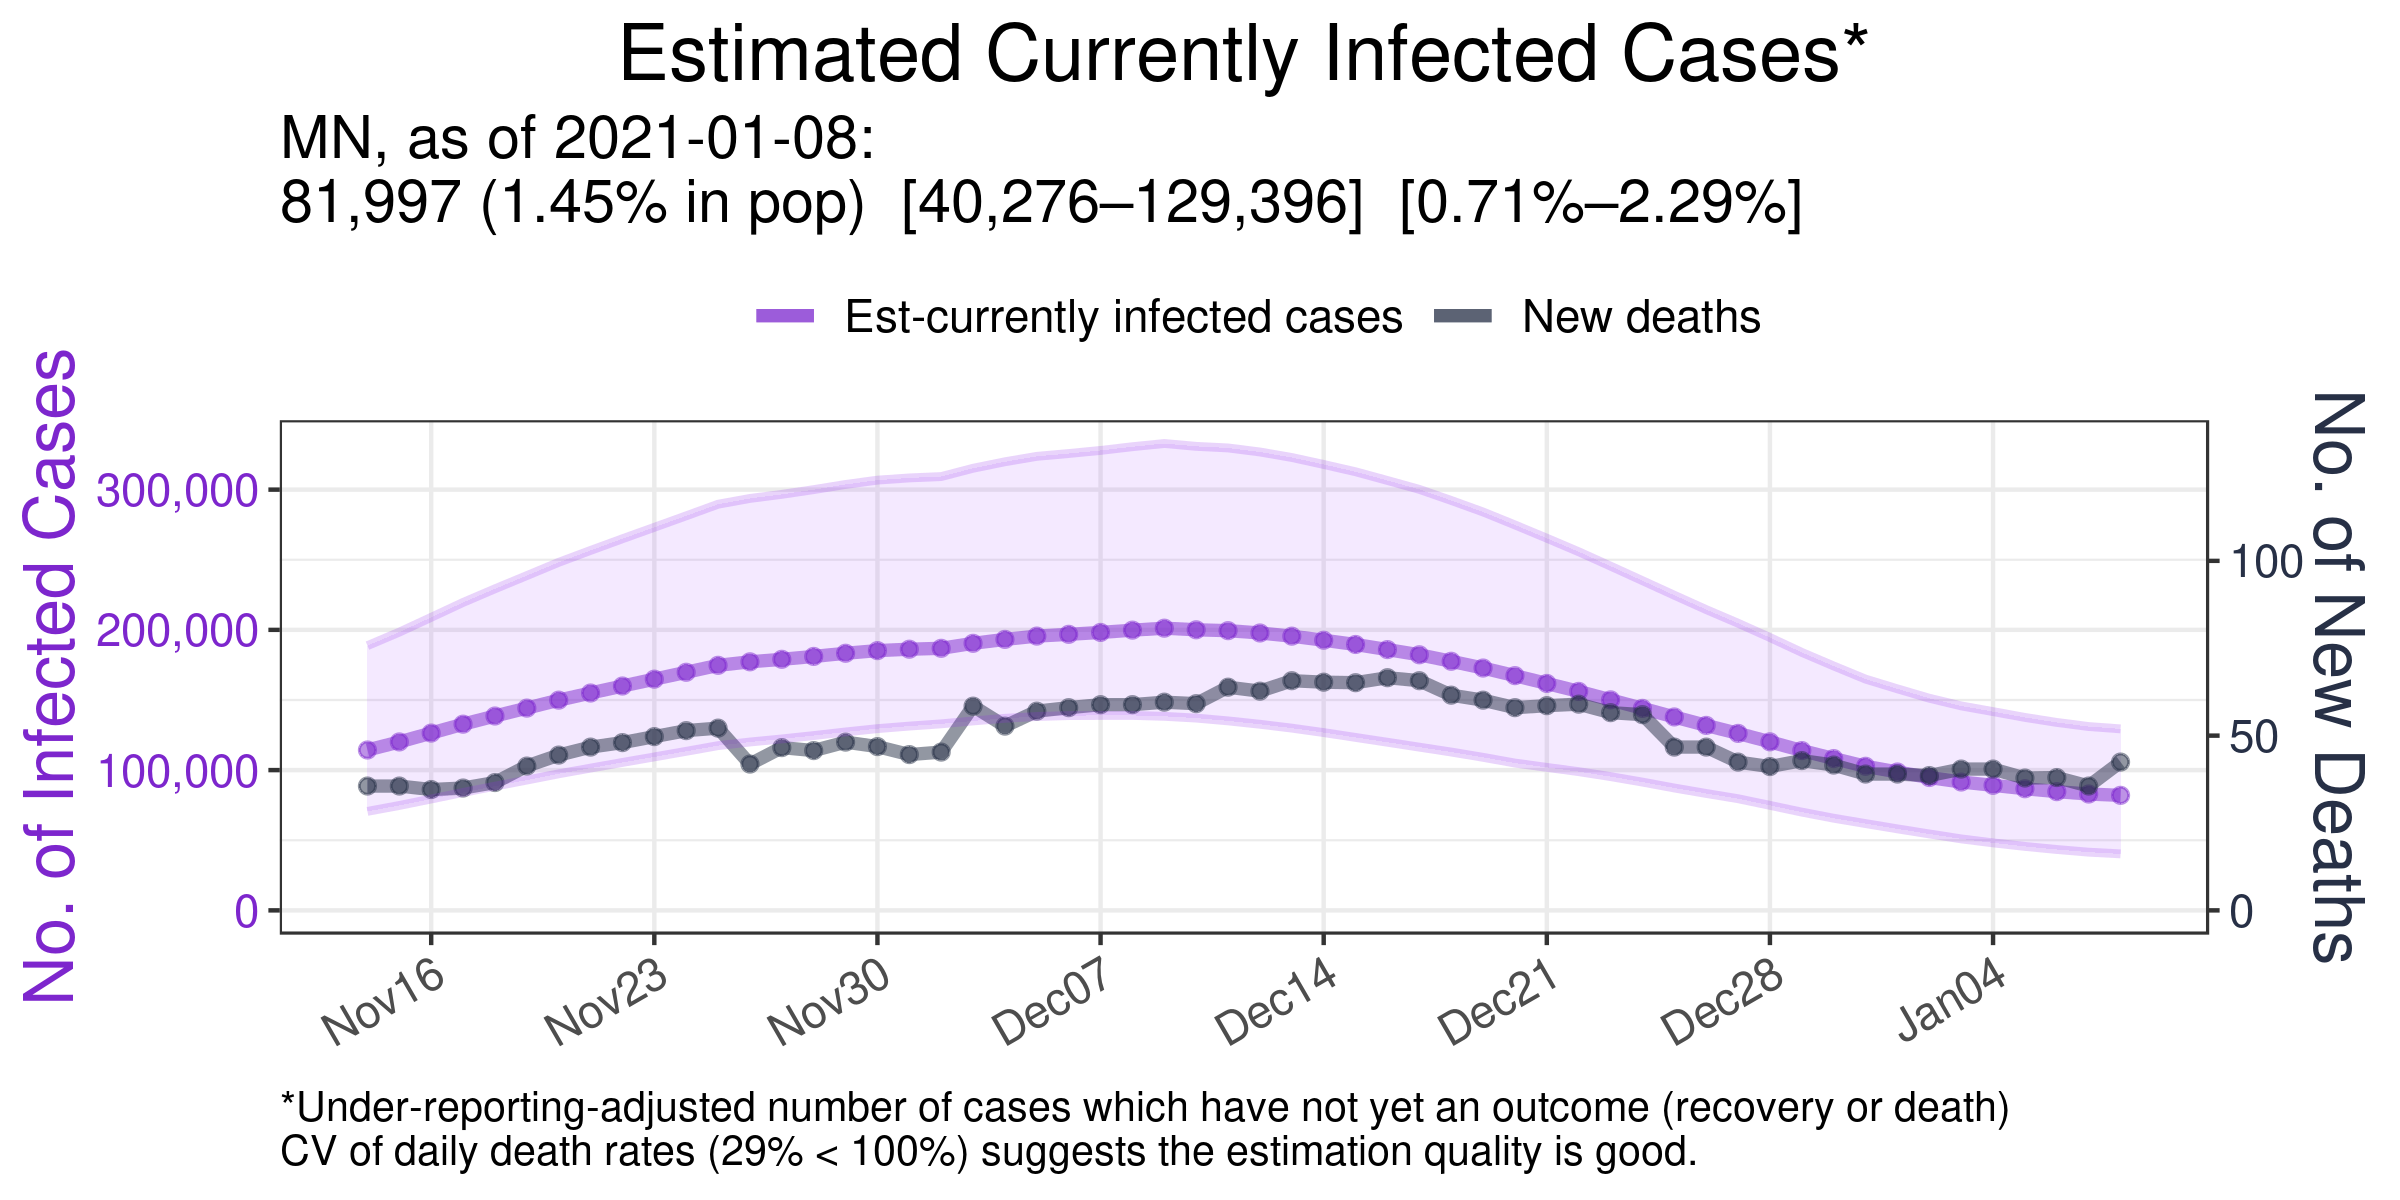 Estimated Currently Infected Cases*
MN, as of 2021-01-08:
81,997 (1.45% in pop)  [40,276–129,396]  [0.71%–2.29%]
Est-currently infected cases
New deaths
No. of Infected Cases
300,000
200,000
100,000
0
No. of New Deaths
100
50
0
Nov16
Nov23
Nov30
Dec07
Dec14
Dec21
Dec28
Jan04
*Under-reporting-adjusted number of cases which have not yet an outcome (recovery or death)
CV of daily death rates (29% < 100%) suggests the estimation quality is good.